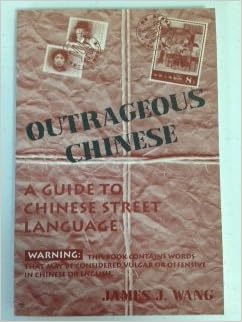 OUTRAGEOUS
CHINESE
A GUIDE TO
CHINESE STREET
LANGUAGE
WARNING: THIS BOOK CONTAINS WORDS
THAT MAY BE CONSIDERED VULGAR OR OFFENSIVE
IN CHINESE OR ENGLISH.
JAMES J. WANG